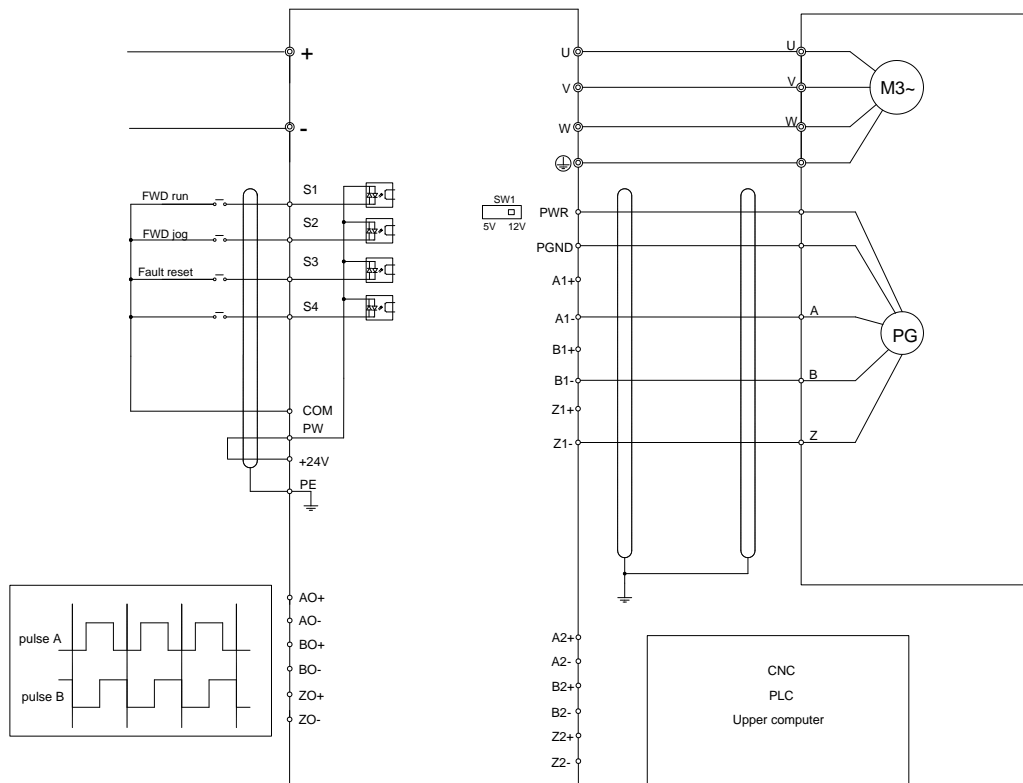 +
-
U
V
W
U
V
W
M3~
S1
FWD run
S2
FWD jog
S3
Fault reset
S4
COM
PW
+24V
PE
SW1
5V 12V
PWR
PGND
A1+
A1-
B1+
B1-
Z1+
Z1-
A
B
Z
PG
pulse A
pulse B
AO+
AO-
BO+
BO-
ZO+
ZO-
A2+
A2-
B2+
B2-
Z2+
Z2-
CNC
PLC
Upper computer